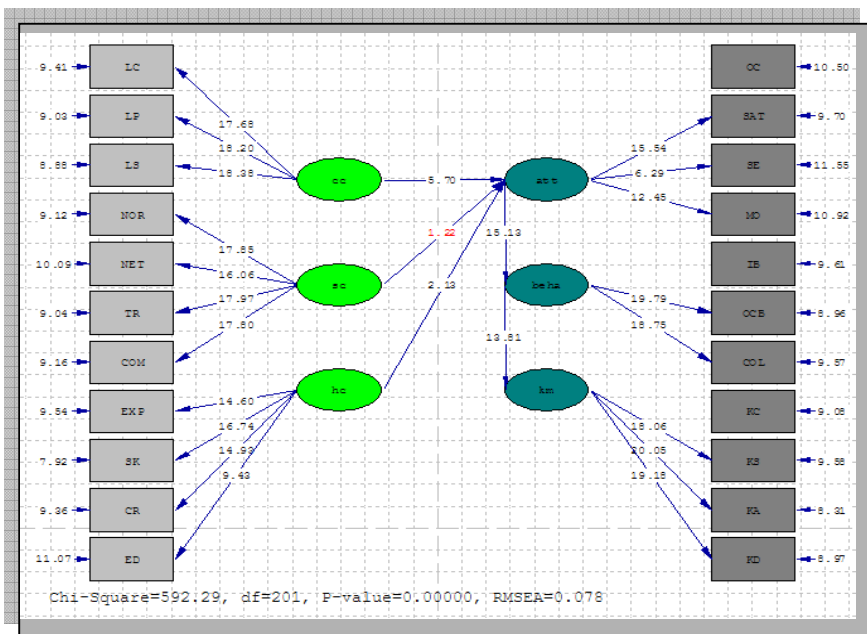 9.41 LC
9.03 LP
8.88 LS
9.12 NOR
10.09 NET
9.04 TR
9.16 COM
9.54 EXP
7.92 SK
9.36 CR
11.07 ED
17.68
18.20
18.38
17.85
16.06
17.97
17.80
14.60
16.74
14.93
9.43
sc
hc
5.70
1.22
2.13
att
15.13
beha
13.81
km
15.54
6.29
12.45
19.79
18.75
18.06
20.05
19.18
OC 10.50
SAT 9.70
SE 11.55
MO 10.92
IB 9.61
OCB 8.96
COL 9.57
KC 9.08
KS 9.58
KA 8.31
KD 8.97
Chi-Square=592.29, df=201, P-value=0.00000, RMSEA=0.078